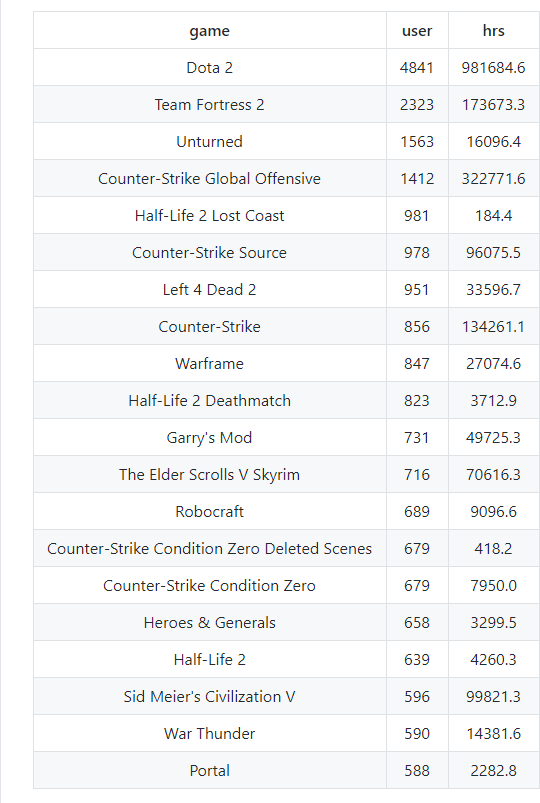 game user hrs
Dota 2 4841 981684.6
Team Fortress 2 2323 173673.3
Unturned 1563 16096.4
Counter-Strike Global Offensive 1412 322771.6
Half-Life 2 Lost Coast 981 184.4
Counter-Strike Source 978 96075.5
Left 4 Dead 2 951 33596.7
Counter-Strike 856 134261.1
Warframe 847 27074.6
Half-Life 2 Deathmatch 823 3712.9
Garry's Mod 731 49725.3
The Elder Scrolls V Skyrim 716 70616.3
Robocraft 689 9096.6
Counter-Strike Condition Zero Deleted Scenes 679 418.2
Counter-Strike Condition Zero 679 7950.0
Heroes & Generals 658 3299.5
Half-Life 2 639 4260.3
Sid Meier's Civilization V 596 99821.3
War Thunder 590 14381.6
Portal 588 2282.8